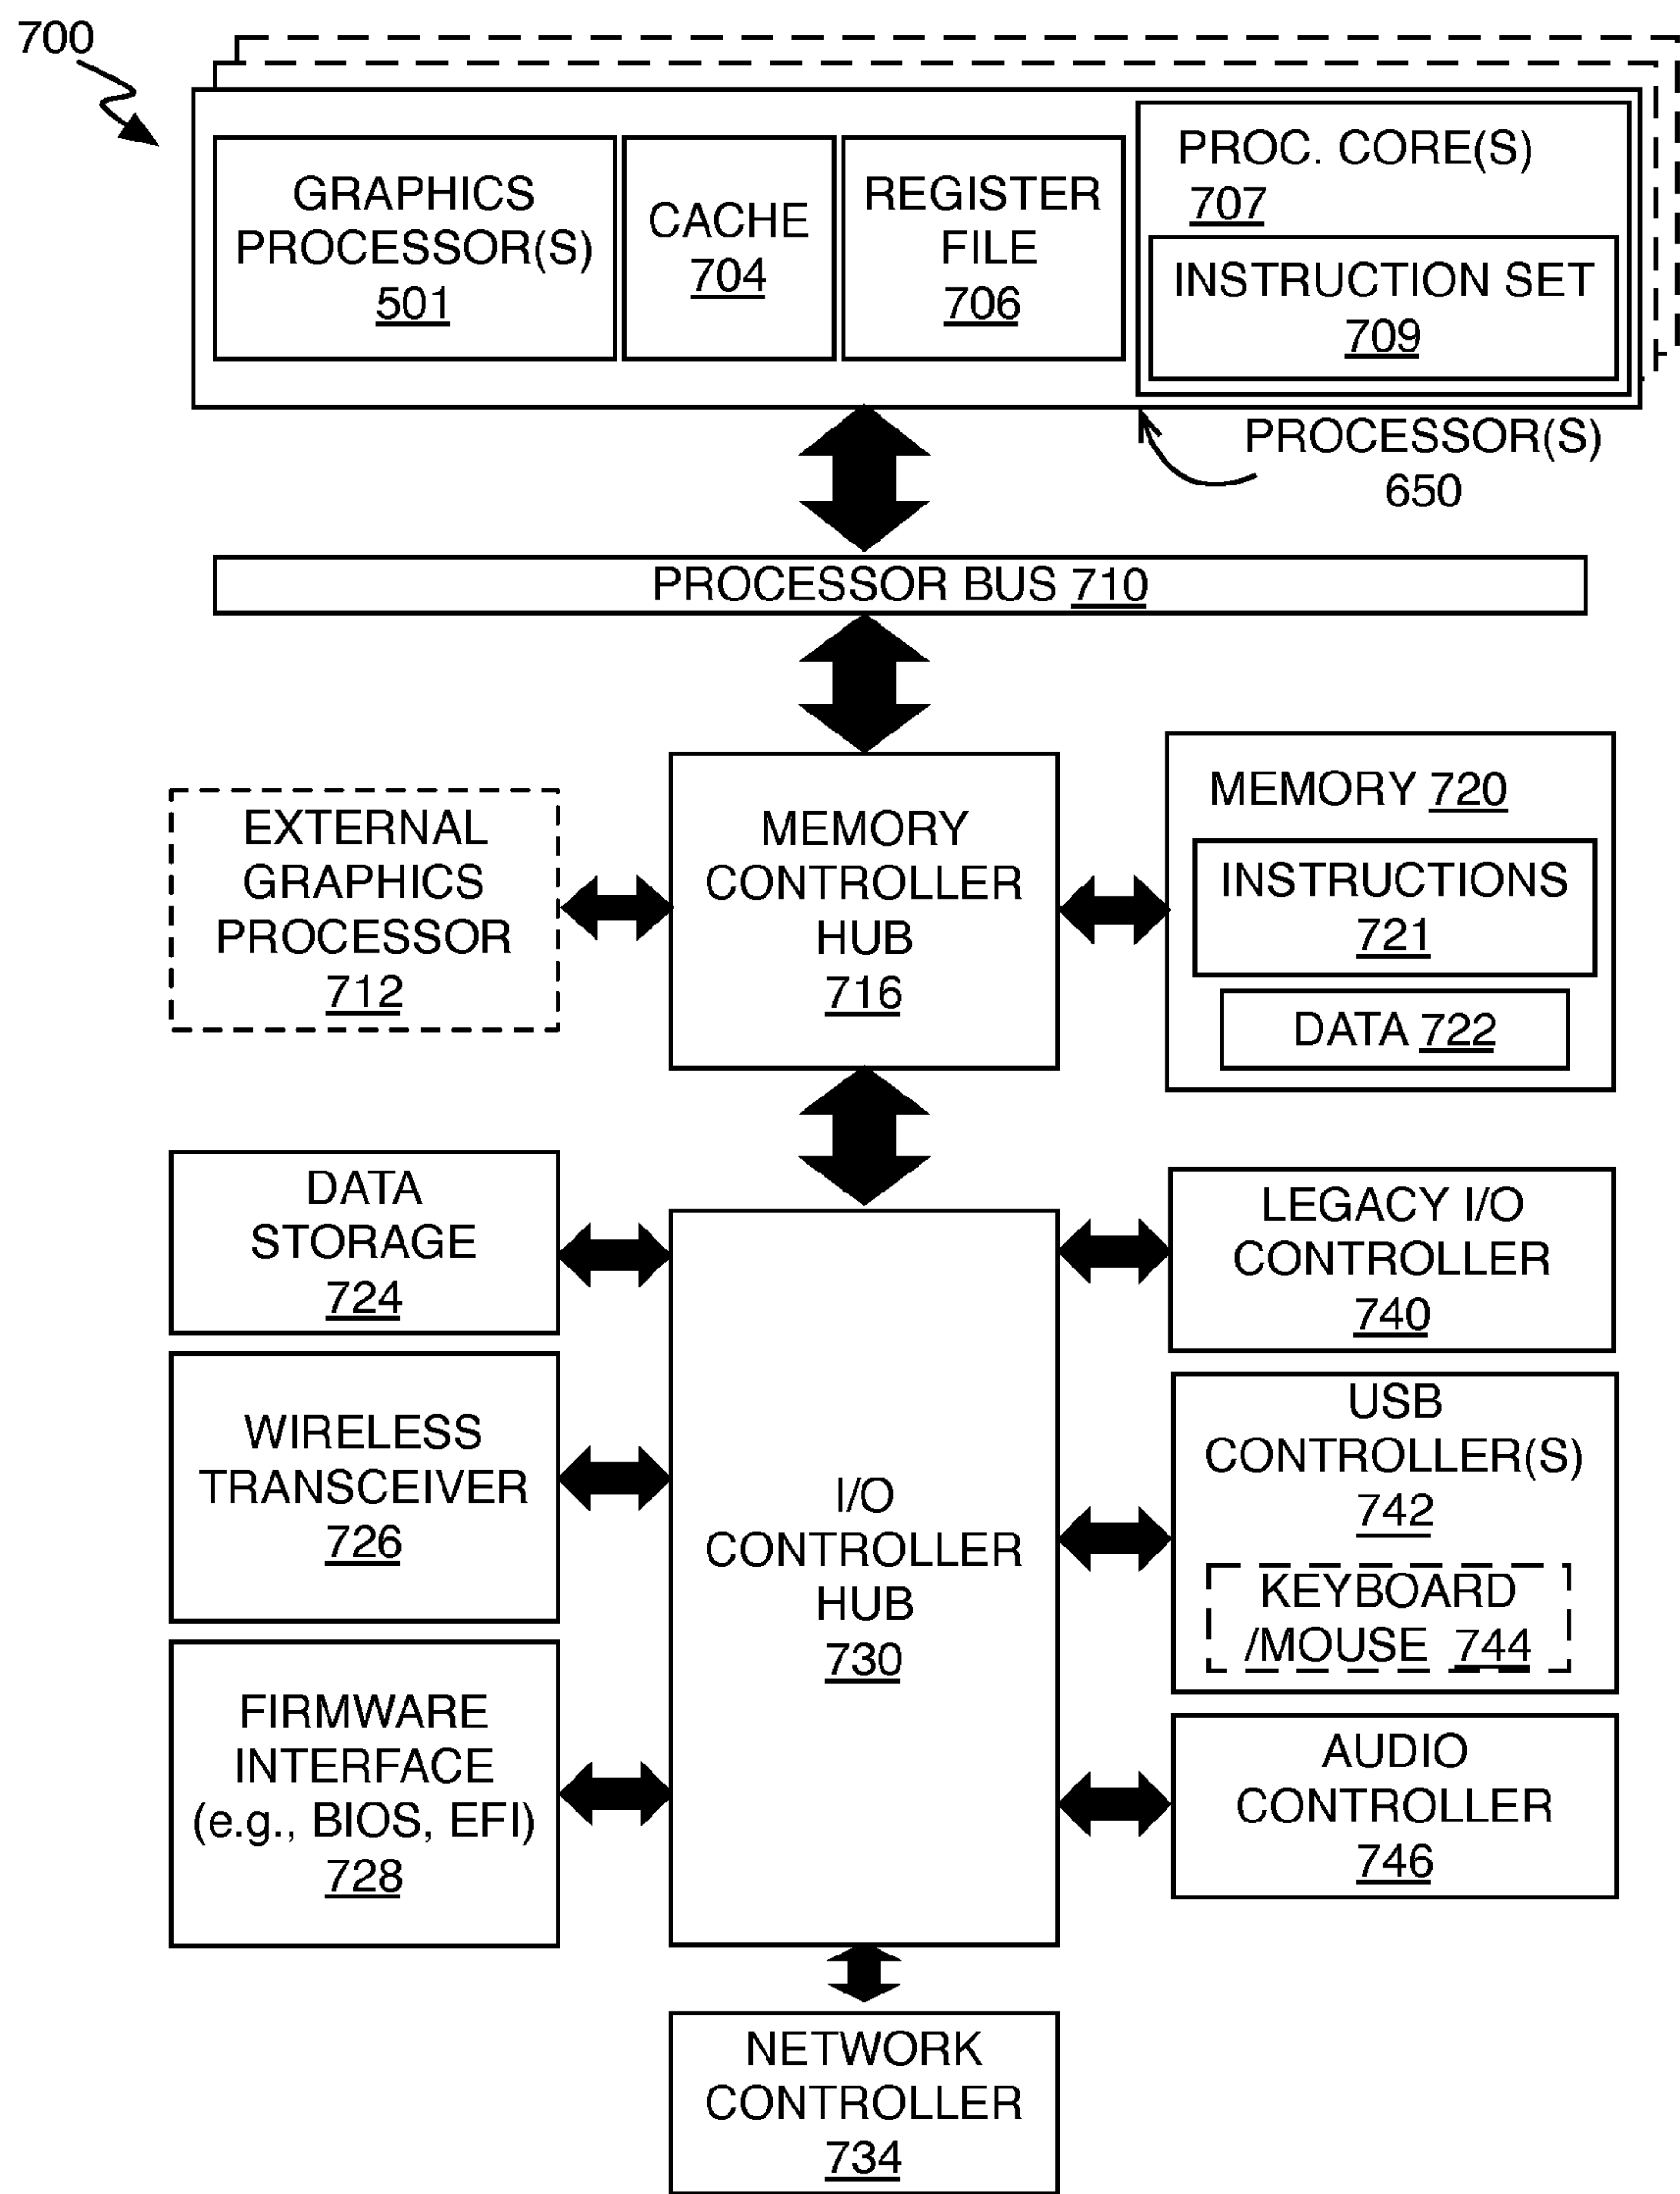 700
GRAPHICS
PROCESSOR(S)
501
CACHE
704
REGISTER
FILE
706
PROC. CORE(S)
707
INSTRUCTION SET
709
PROCESSOR(S)
650
PROCESSOR BUS 710
EXTERNAL
GRAPHICS
PROCESSOR
712
MEMORY
CONTROLLER
HUB
716
MEMORY 720
INSTRUCTIONS
721
DATA 722
DATA
STORAGE
724
WIRELESS
TRANSCEIVER
726
FIRMWARE
INTERFACE
(e.g., BIOS, EFI)
728
I/O
CONTROLLER
HUB
730
LEGACY I/O
CONTROLLER
740
USB
CONTROLLER(S)
742
KEYBOARD
/MOUSE 744
AUDIO
CONTROLLER
746
NETWORK
CONTROLLER
734